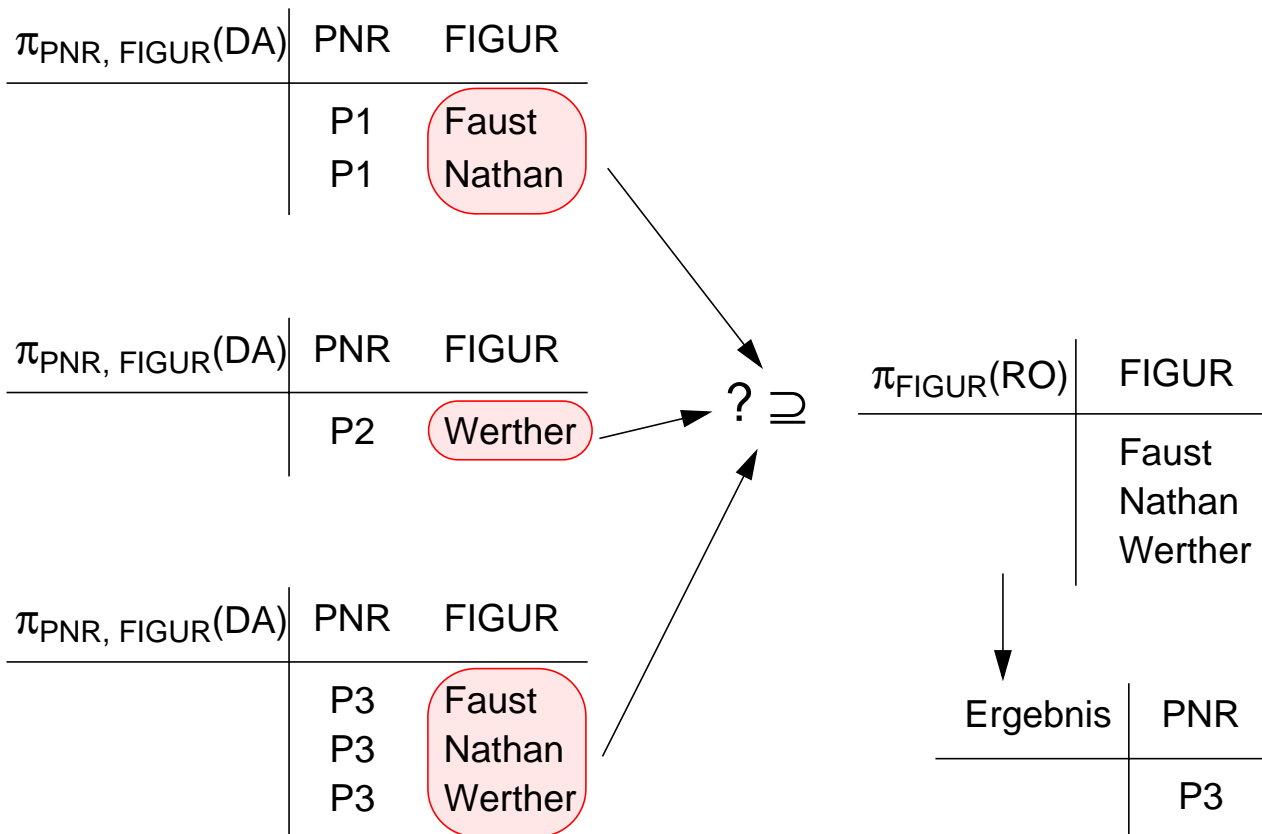 πPNR, FIGUR(DA) PNR FIGUR
P1 Faust
P1 Nathan
πPNR, FIGUR(DA) PNR FIGUR
P2 Werther
? ⊇
πFIGUR(RO) FIGUR
Faust
Nathan
Werther
πPNR, FIGUR(DA) PNR FIGUR
P3 Faust
P3 Nathan
P3 Werther
Ergebnis PNR
P3